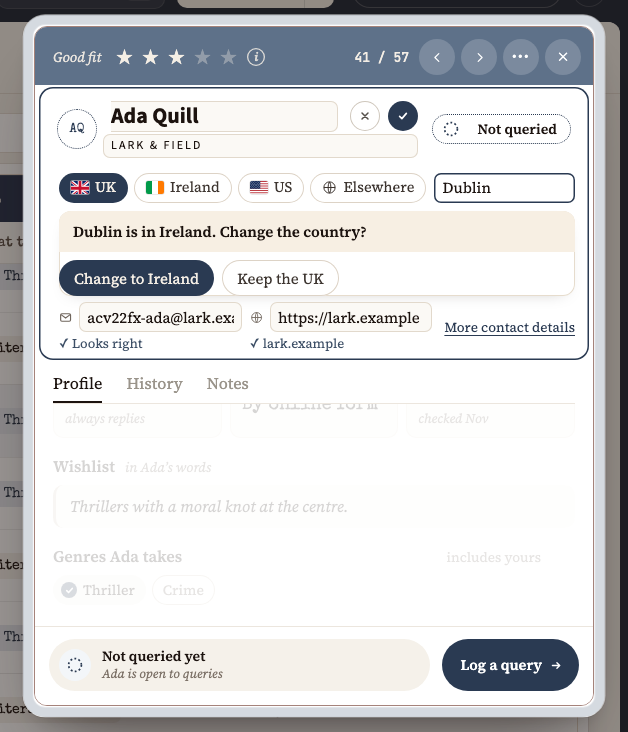 Good fit
41 / 57
AQ
Ada Quill
Not queried
LARK & FIELD
UK
Ireland
US
Elsewhere
Dublin
Dublin is in Ireland. Change the country?
Change to Ireland
Keep the UK
acv22fx-ada@lark.exa
https://lark.example
More contact details
✓ Looks right
✓ lark.example
Profile
History
Notes
always replies
by online form
checked Nov
Wishlist in Ada's words
Thrillers with a moral knot at the centre.
Genres Ada takes
includes yours
Thriller
Crime
Not queried yet
Ada is open to queries
Log a query →